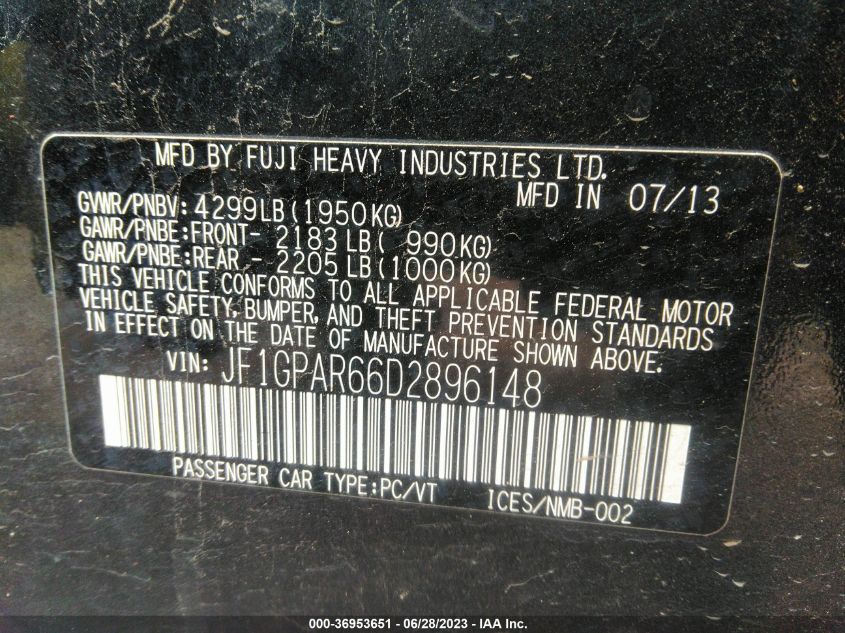 MFD BY FUJI HEAVY INDUSTRIES LTD.
MFD IN 07/13
GVWR/PNBV: 4299LB (1950KG)
GAWR/PNBE:FRONT- 2183 LB ( 990KG)
GAWR/PNBE:REAR - 2205 LB (1000KG)
THIS VEHICLE CONFORMS TO ALL APPLICABLE FEDERAL MOTOR
VEHICLE SAFETY, BUMPER, AND THEFT PREVENTION STANDARDS
IN EFFECT ON THE DATE OF MANUFACTURE SHOWN ABOVE.
VIN: JF1GPAR66D2896148
PASSENGER CAR TYPE:PC/VT ICES/NMB-002
000-36953651 - 06/28/2023 - IAA Inc.